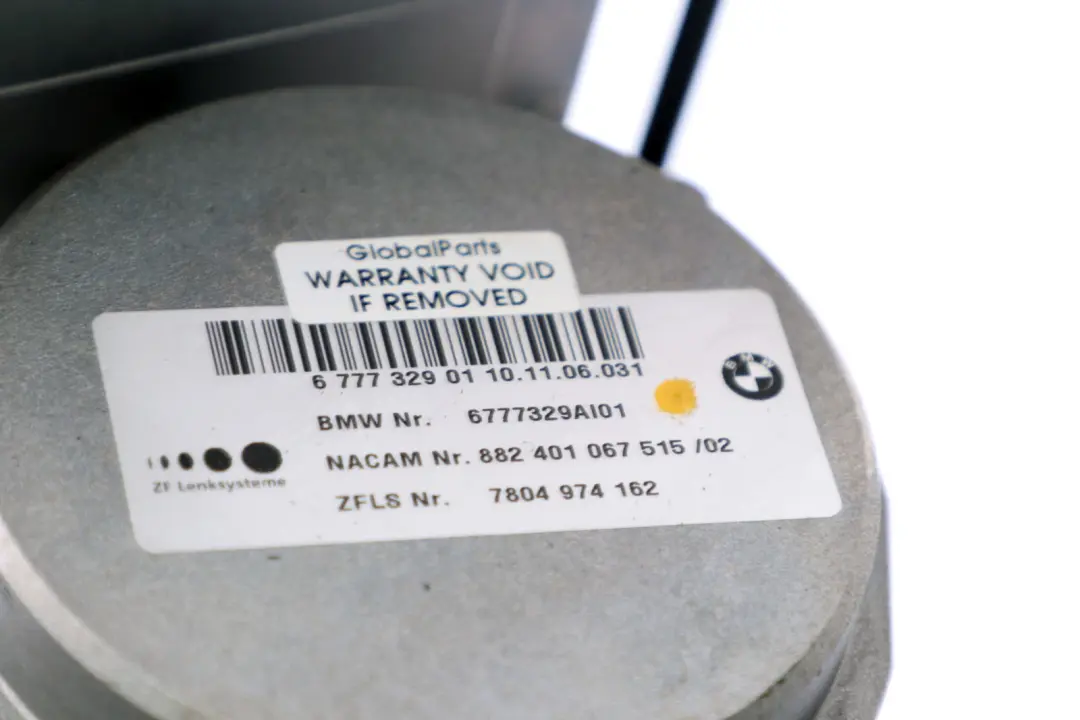 GlobalParts
WARRANTY VOID
IF REMOVED
6 777 329 01 10.11.06.031
BMW Nr. 6777329AI01
NACAM Nr. 882 401 067 515 /02
ZFLS Nr. 7804 974 162
ZF Lenksysteme
BMW